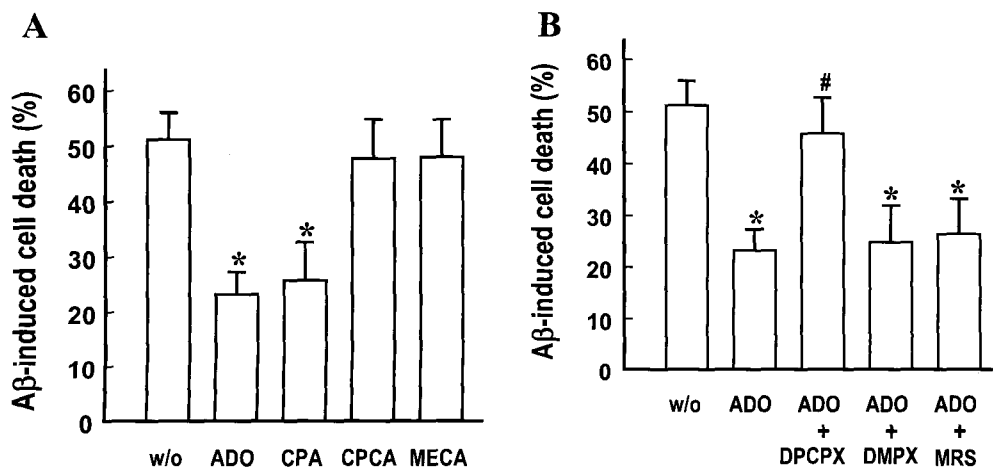 A
Aβ-induced cell death (%)
60
50
40
30
20
10
0
*
*
w/o ADO CPA CPCA MECA
B
Aβ-induced cell death (%)
60
50
40
30
20
10
0
*
#
*
*
w/o ADO ADO ADO ADO
+ + +
DPCPX DMPX MRS